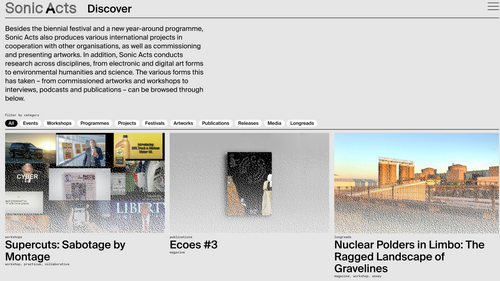 Sonic Acts Discover
Besides the biennial festival and a new year-around programme,
Sonic Acts also produces various international projects in
cooperation with other organisations, as well as commissioning
and presenting artworks. In addition, Sonic Acts conducts
research across disciplines, from electronic and digital art forms
to environmental humanities and science. The various forms this
has taken – from commissioned artworks and workshops to
interviews, podcasts and publications – can be browsed through
below.
Filter by category
All Events Workshops Programmes Projects Festivals Artworks Publications Releases Media Longreads
CYBER
LIBERT
workshops
Supercuts: Sabotage by
Montage
publications
Ecoes #3
magazine
longreads
Nuclear Polders in Limbo: The
Ragged Landscape of
Gravelines
magazine, workshop, essay